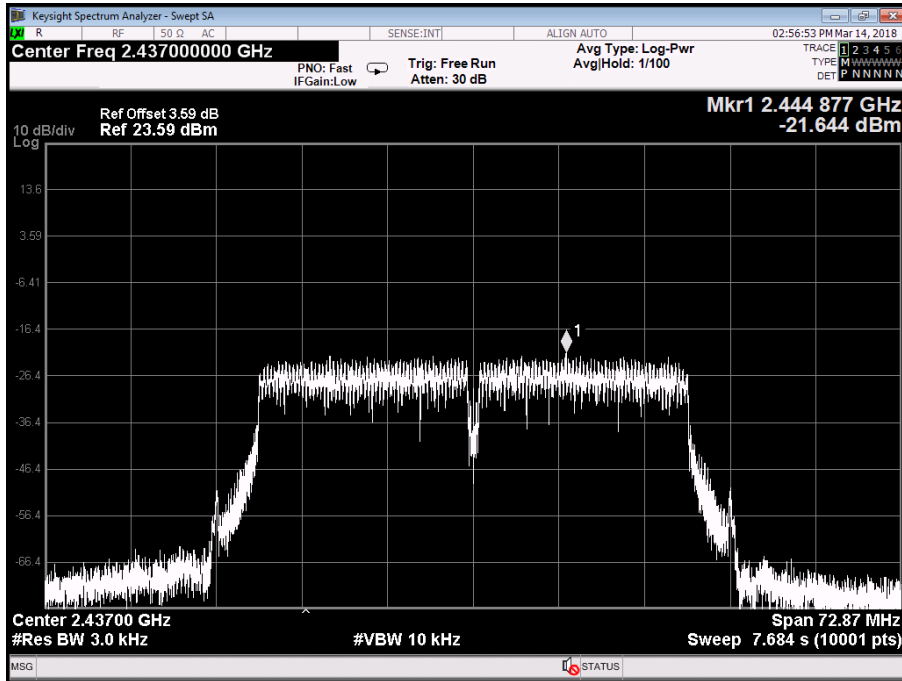 Keysight Spectrum Analyzer - Swept SA
LXI R RF 50 Ω AC SENSE:INT ALIGN AUTO 02:56:53 PM Mar 14, 2018
Center Freq 2.437000000 GHz Avg Type: Log-Pwr TRACE 1 2 3 4 5 6
PNO: Fast Trig: Free Run Avg|Hold: 1/100 TYPE M WWWWW
IFGain:Low Atten: 30 dB DET P N N N N N
Mkr1 2.444 877 GHz
-21.644 dBm
Ref Offset 3.59 dB
10 dB/div Ref 23.59 dBm
Log
13.6
3.59
-6.41
-16.4
1
-26.4
-36.4
-46.4
-56.4
-66.4
Center 2.43700 GHz Span 72.87 MHz
#Res BW 3.0 kHz #VBW 10 kHz Sweep 7.684 s (10001 pts)
MSG STATUS